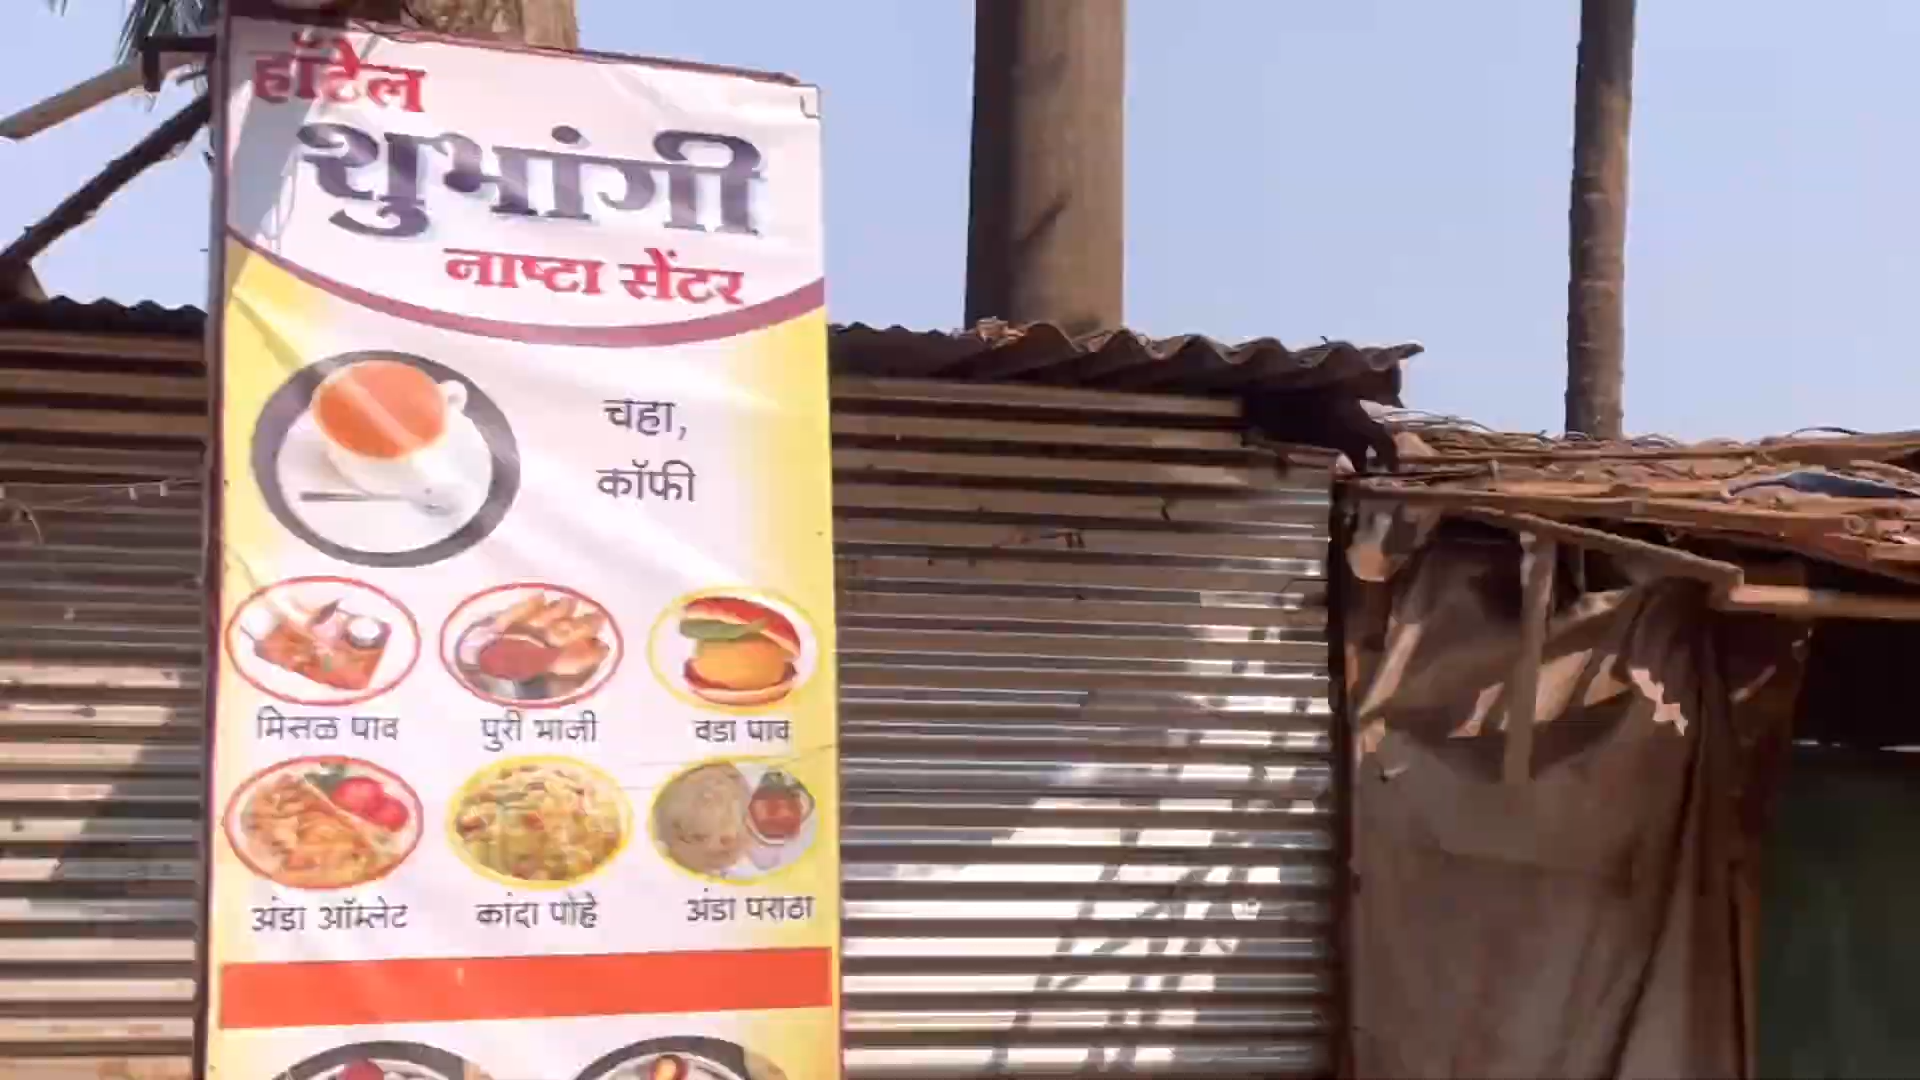 हॉटेल
शुभांगी
नाष्टा सेंटर
चहा,
कॉफी
मिसळ पाव पुरी भाजी वडा पाव
अंडा ऑम्लेट कांदा पोहे अंडा पराठा